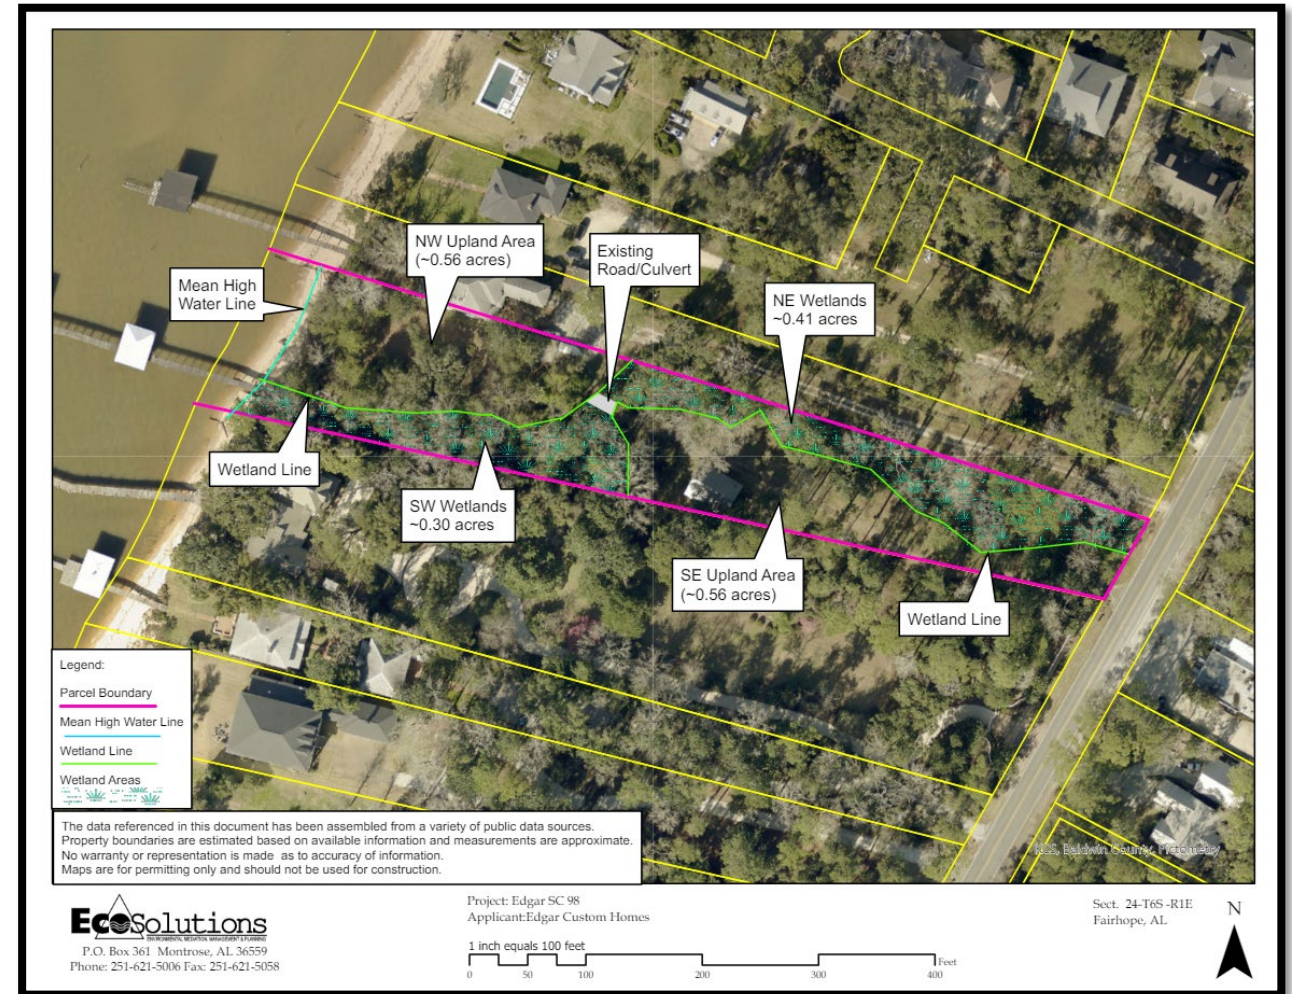 NW Upland Area
(~0.56 acres)
Existing
Road/Culvert
Mean High
Water Line
NE Wetlands
~0.41 acres
Wetland Line
SW Wetlands
~0.30 acres
SE Upland Area
(~0.56 acres)
Wetland Line
Legend:
Parcel Boundary
Mean High Water Line
Wetland Line
Wetland Areas
The data referenced in this document has been assembled from a variety of public data sources.
Property boundaries are estimated based on available information and measurements are approximate.
No warranty or representation is made as to accuracy of information.
Maps are for permitting only and should not be used for construction.
Baldwin County, Pictometry
EcoSolutions
ENVIRONMENTAL MEDIATION, MANAGEMENT & PLANNING
P.O. Box 361 Montrose, AL 36559
Phone: 251-621-5006 Fax: 251-621-5058
Project: Edgar SC 98
Applicant:Edgar Custom Homes
1 inch equals 100 feet
Feet
0 50 100 200 300 400
Sect. 24-T6S -R1E
Fairhope, AL
N